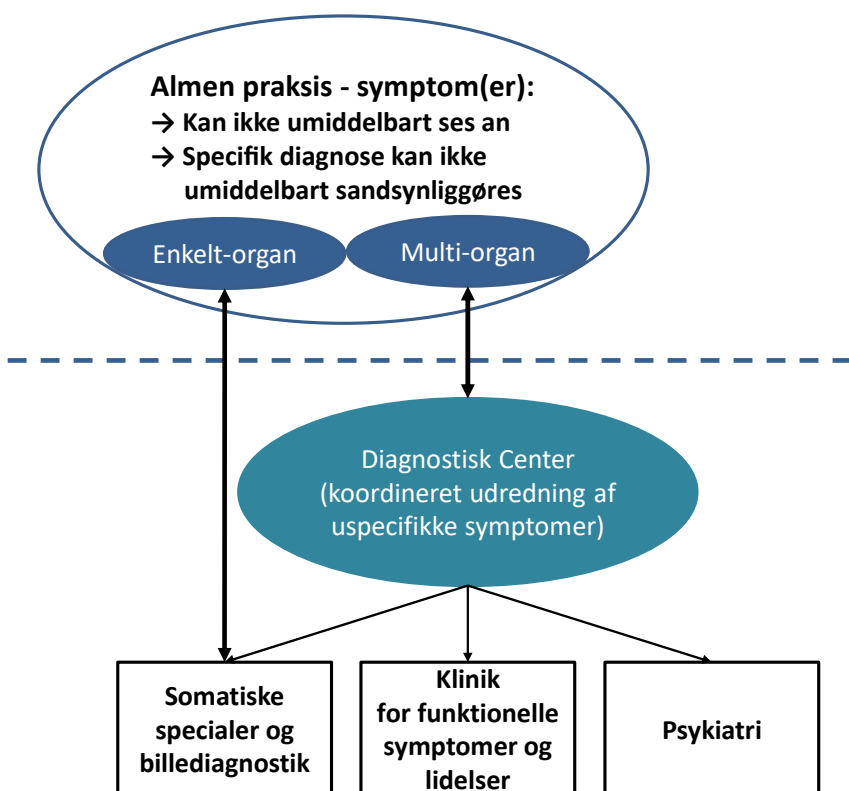 Almen praksis - symptom(er):
→ Kan ikke umiddelbart ses an
→ Specifik diagnose kan ikke
umiddelbart sandsynliggøres
Enkelt-organ
Multi-organ
Diagnostisk Center
(koordineret udredning af
uspecifikke symptomer)
Somatiske
specialer og
billediagnostik
Klinik
for funktionelle
symptomer og
lidelser
Psykiatri